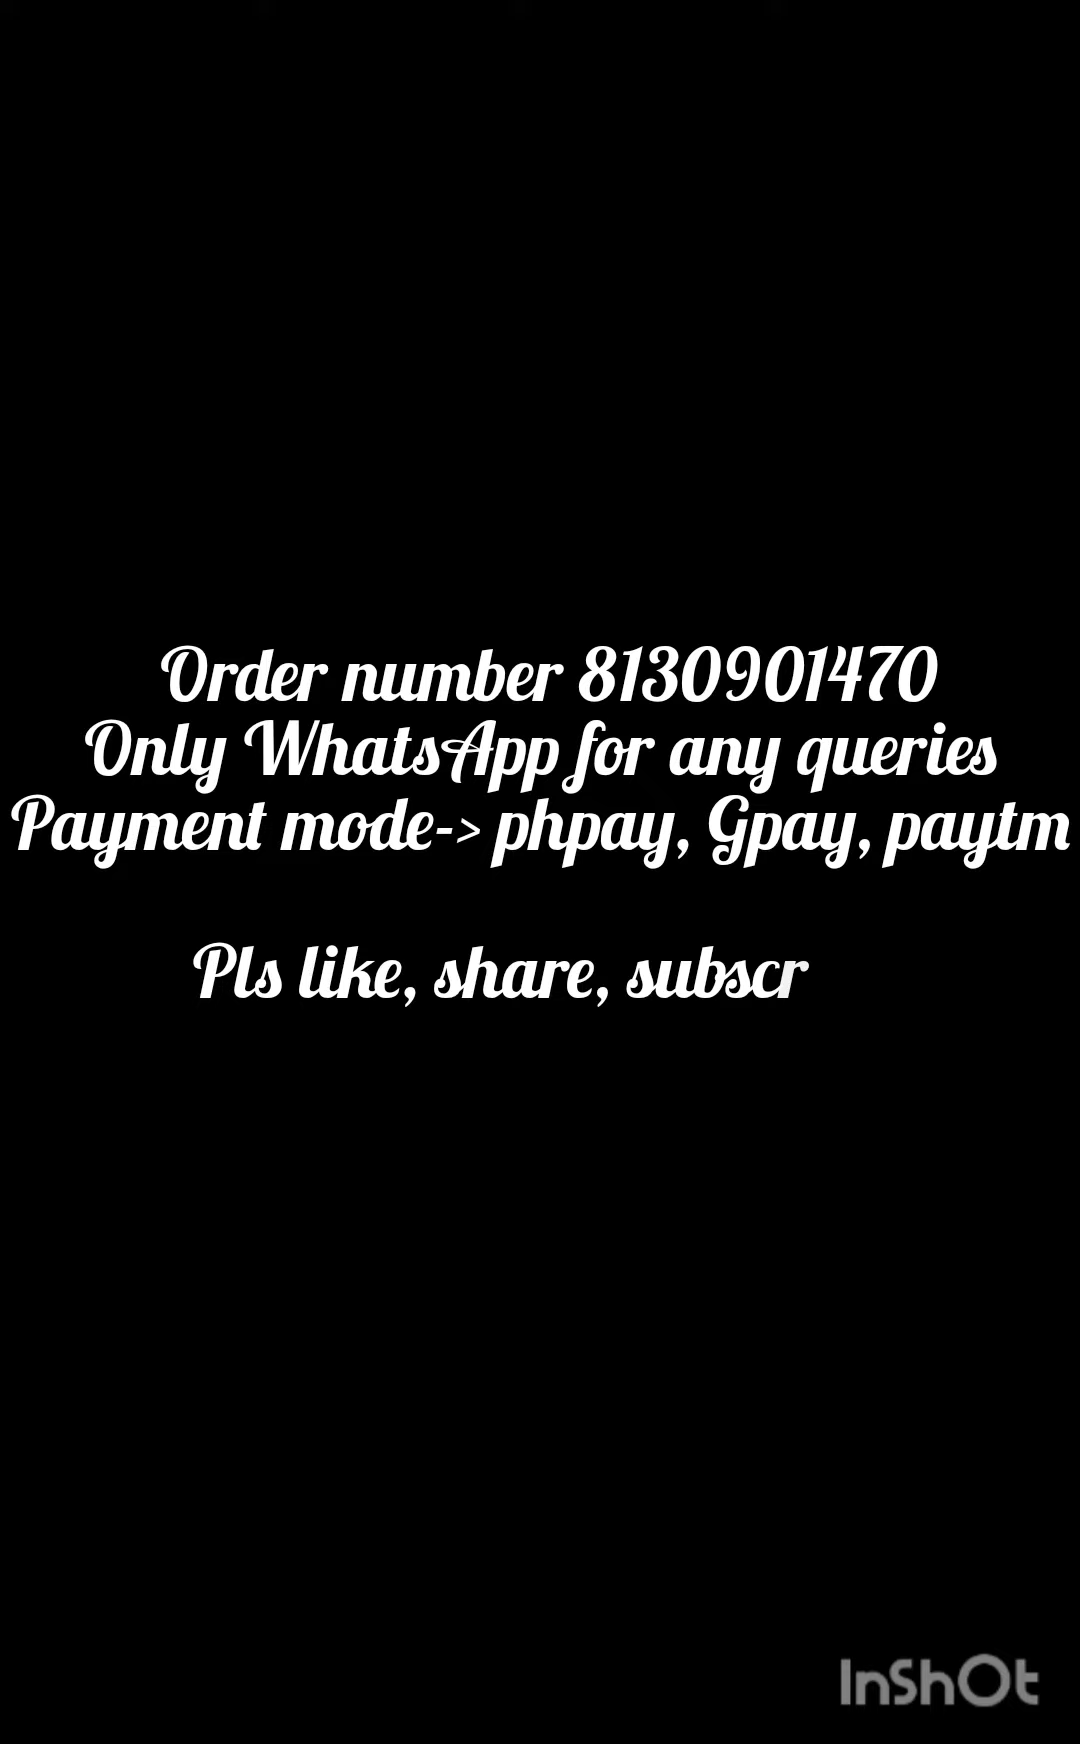 Order number 8130901470
Only WhatsApp for any queries
Payment mode-> phpay, Gpay, paytm
Pls like, share, subscr
InShOt